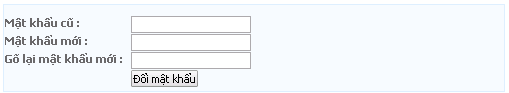 Mật khẩu cũ :
Mật khẩu mới :
Gõ lại mật khẩu mới :
Đổi mật khẩu